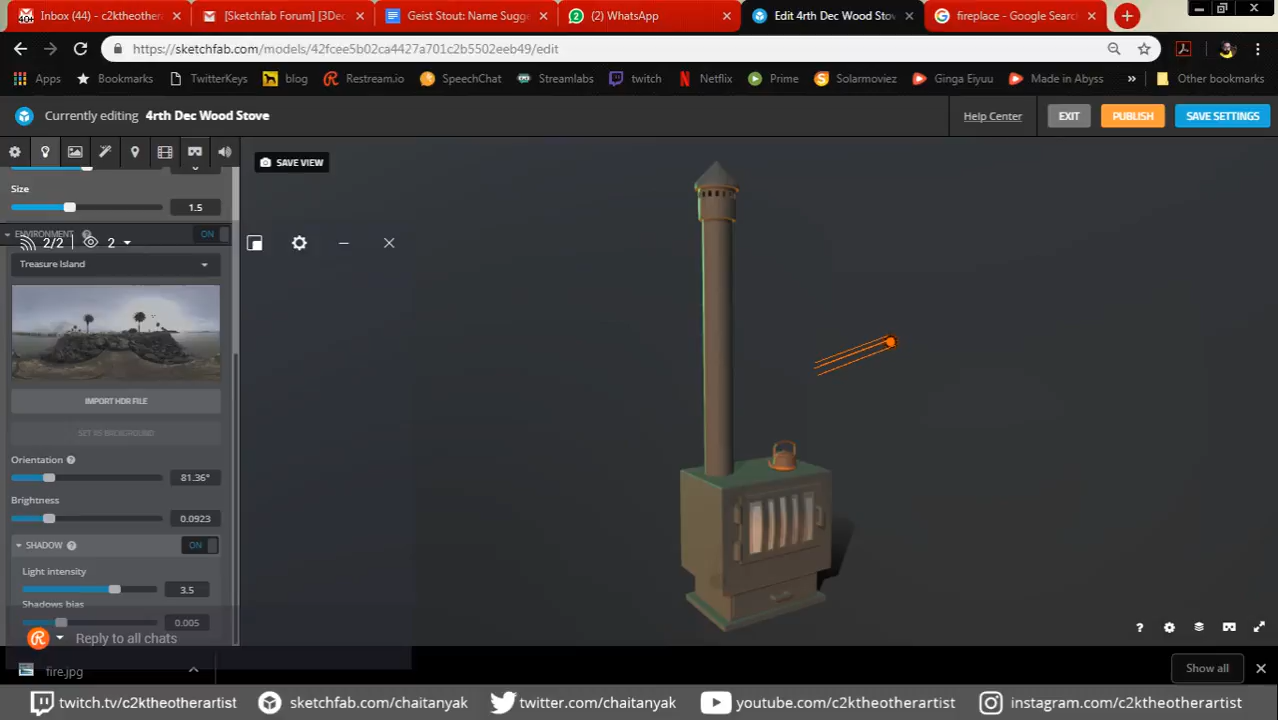 Inbox (44) - c2ktheother
[Sketchfab Forum] [3Dec
Geist Stout: Name Sugge
(2) WhatsApp
Edit 4rth Dec Wood Stov
fireplace - Google Searc
https://sketchfab.com/models/42fcee5b02ca4427a701c2b5502eeb49/edit
Apps Bookmarks TwitterKeys blog Restream.io SpeechChat Streamlabs twitch Netflix Prime Solarmoviez Ginga Eiyuu Made in Abyss » Other bookmarks
Currently editing 4rth Dec Wood Stove
Help Center EXIT PUBLISH SAVE SETTINGS
SAVE VIEW
Size
1.5
ENVIRONMENT ? ON
2/2 2
Treasure Island
IMPORT HDR FILE
SET AS BACKGROUND
Orientation ?
81.36°
Brightness
0.0923
SHADOW ? ON
Light intensity
3.5
Shadows bias
0.005
Reply to all chats
fire.jpg
Show all
twitch.tv/c2ktheotherartist sketchfab.com/chaitanyak twitter.com/chaitanyak youtube.com/c2ktheotherartist instagram.com/c2ktheotherartist